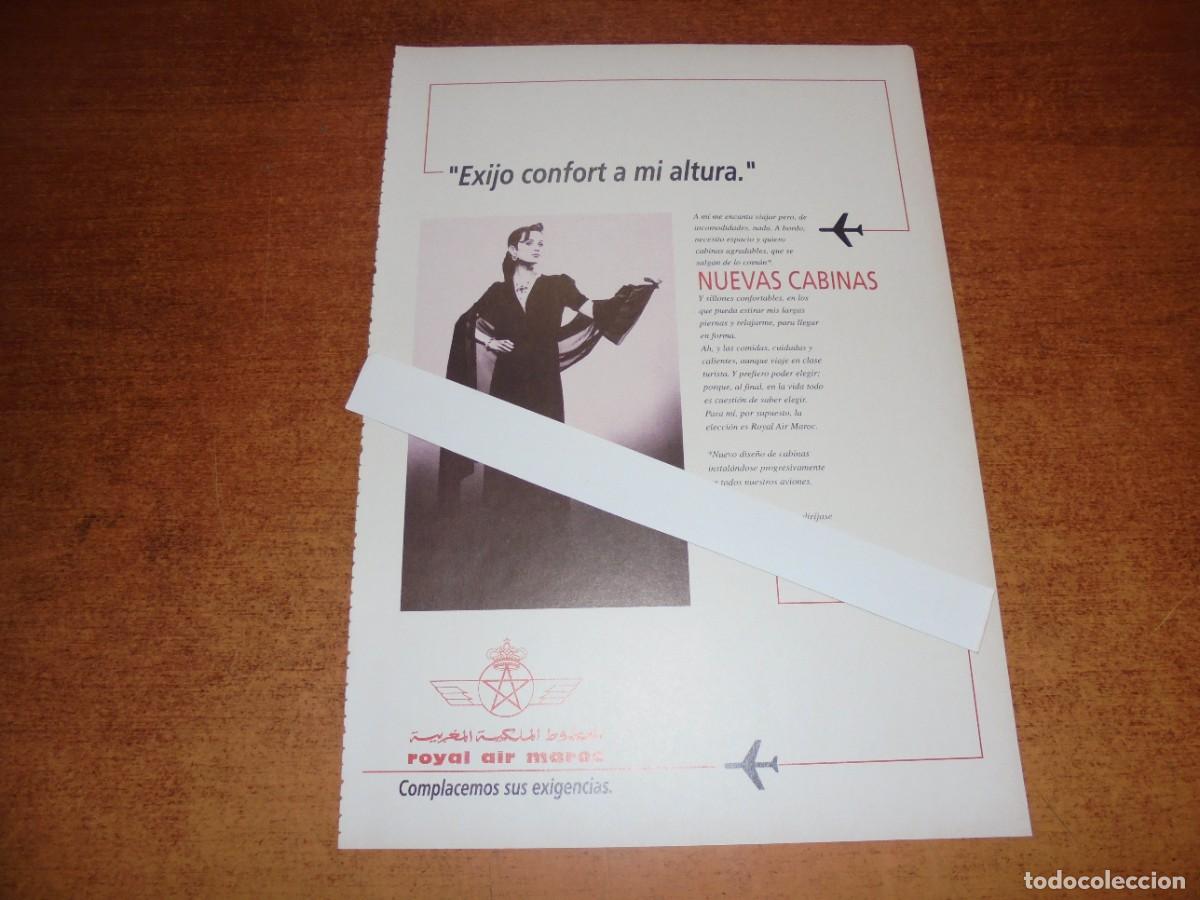 "Exijo confort a mi altura."
A mí me encanta viajar pero, de
incomodidades, nada. A bordo,
necesito espacio y quiero
cabinas agradables, que se
salgan de lo común*.
NUEVAS CABINAS
Y sillones confortables, en los
que pueda estirar mis largas
piernas y relajarme, para llegar
en forma.
Ah, y las comidas, cuidadas y
calientes, aunque viaje en clase
turista. Y prefiero poder elegir;
porque, al final, en la vida todo
es cuestión de saber elegir.
Para mí, por supuesto, la
elección es Royal Air Maroc.
*Nuevo diseño de cabinas
instalándose progresivamente
todos nuestros aviones.
diríjase
الخطوط الملكية المغربية
royal air maroc
Complacemos sus exigencias.
todocoleccion